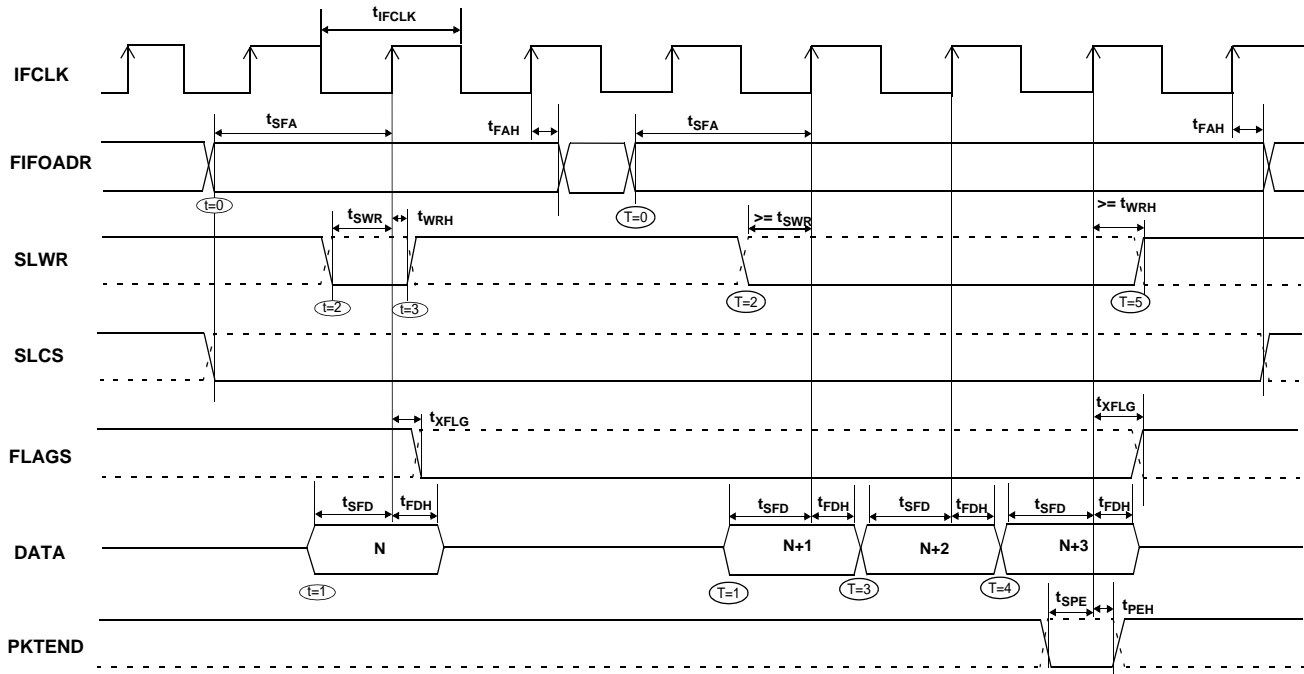 tIFCLK
IFCLK
tSFA
tFAH
tSFA
tFAH
FIFOADR
t=0
tSWR
tWRH
T=0
>= tSWR
>= tWRH
SLWR
t=2
t=3
T=2
T=5
SLCS
tXFLG
tXFLG
FLAGS
tSFD
tFDH
tSFD
tFDH
tSFD
tFDH
tSFD
tFDH
DATA
N
N+1
N+2
N+3
t=1
T=1
T=3
T=4
tSPE
tPEH
PKTEND